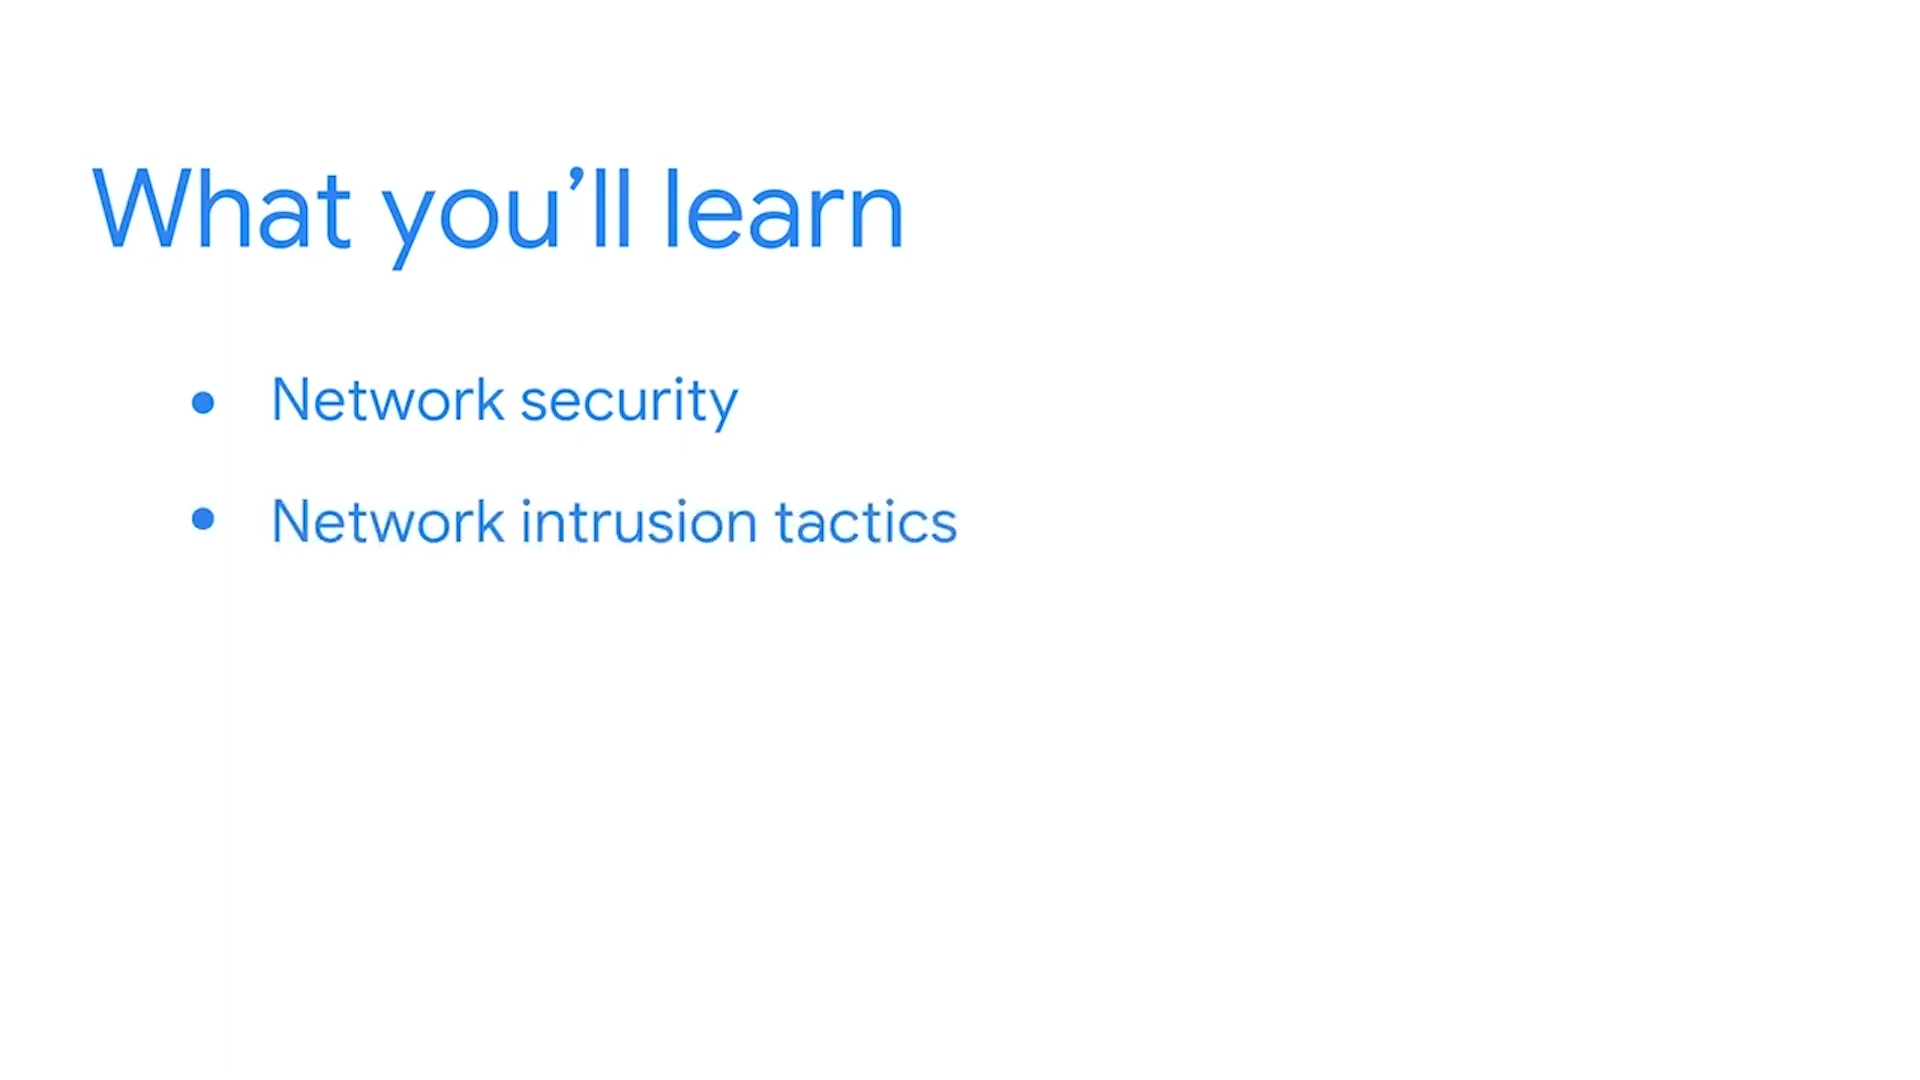 What you’ll learn
• Network security
• Network intrusion tactics